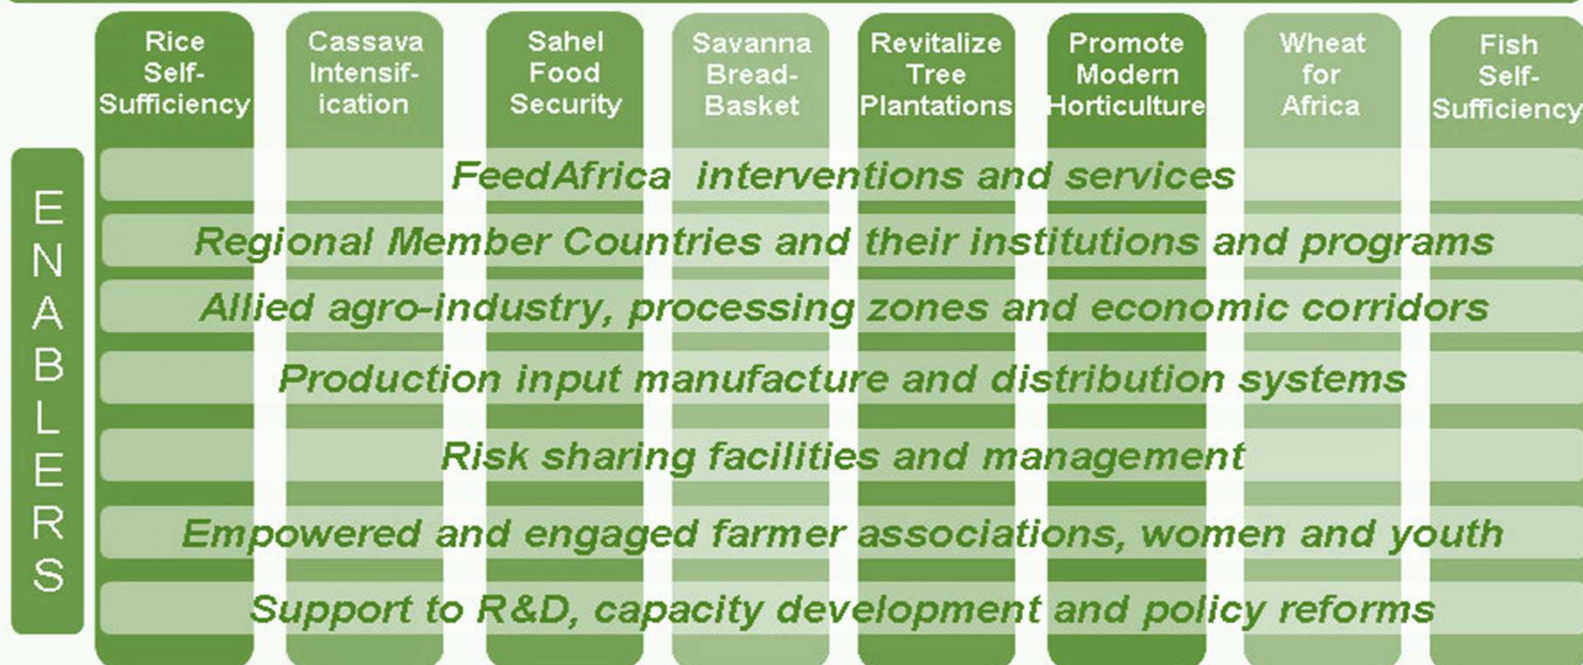 Rice
Self-
Sufficiency
Cassava
Intensif-
ication
Sahel
Food
Security
Savanna
Bread-
Basket
Revitalize
Tree
Plantations
Promote
Modern
Horticulture
Wheat
for
Africa
Fish
Self-
Sufficiency
ENABLERS
FeedAfrica interventions and services
Regional Member Countries and their institutions and programs
Allied agro-industry, processing zones and economic corridors
Production input manufacture and distribution systems
Risk sharing facilities and management
Empowered and engaged farmer associations, women and youth
Support to R&D, capacity development and policy reforms